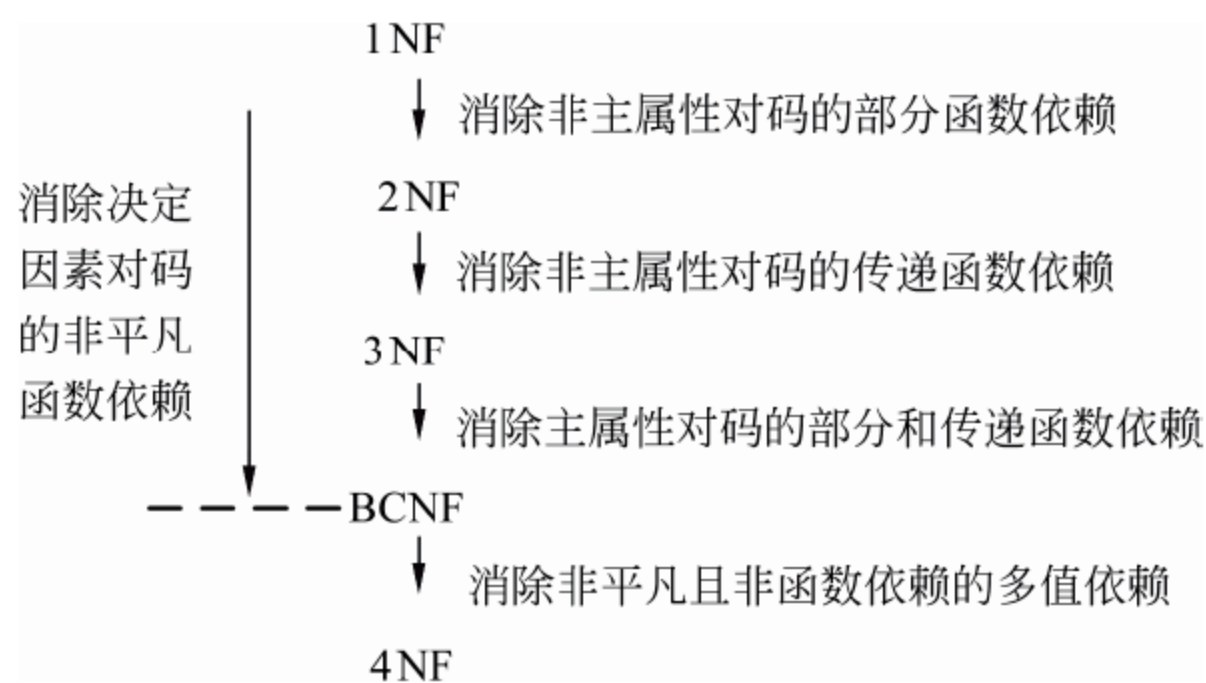 1NF
消除非主属性对码的部分函数依赖
2NF
消除非主属性对码的传递函数依赖
3NF
消除主属性对码的部分和传递函数依赖
BCNF
消除非平凡且非函数依赖的多值依赖
4NF
消除决定
因素对码
的非平凡
函数依赖